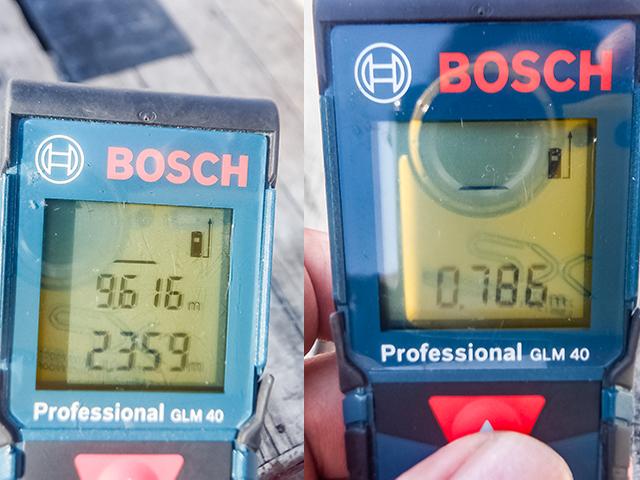 BOSCH
9.616 m
2.359 m
Professional GLM 40
BOSCH
0.786 m
Professional GLM 40